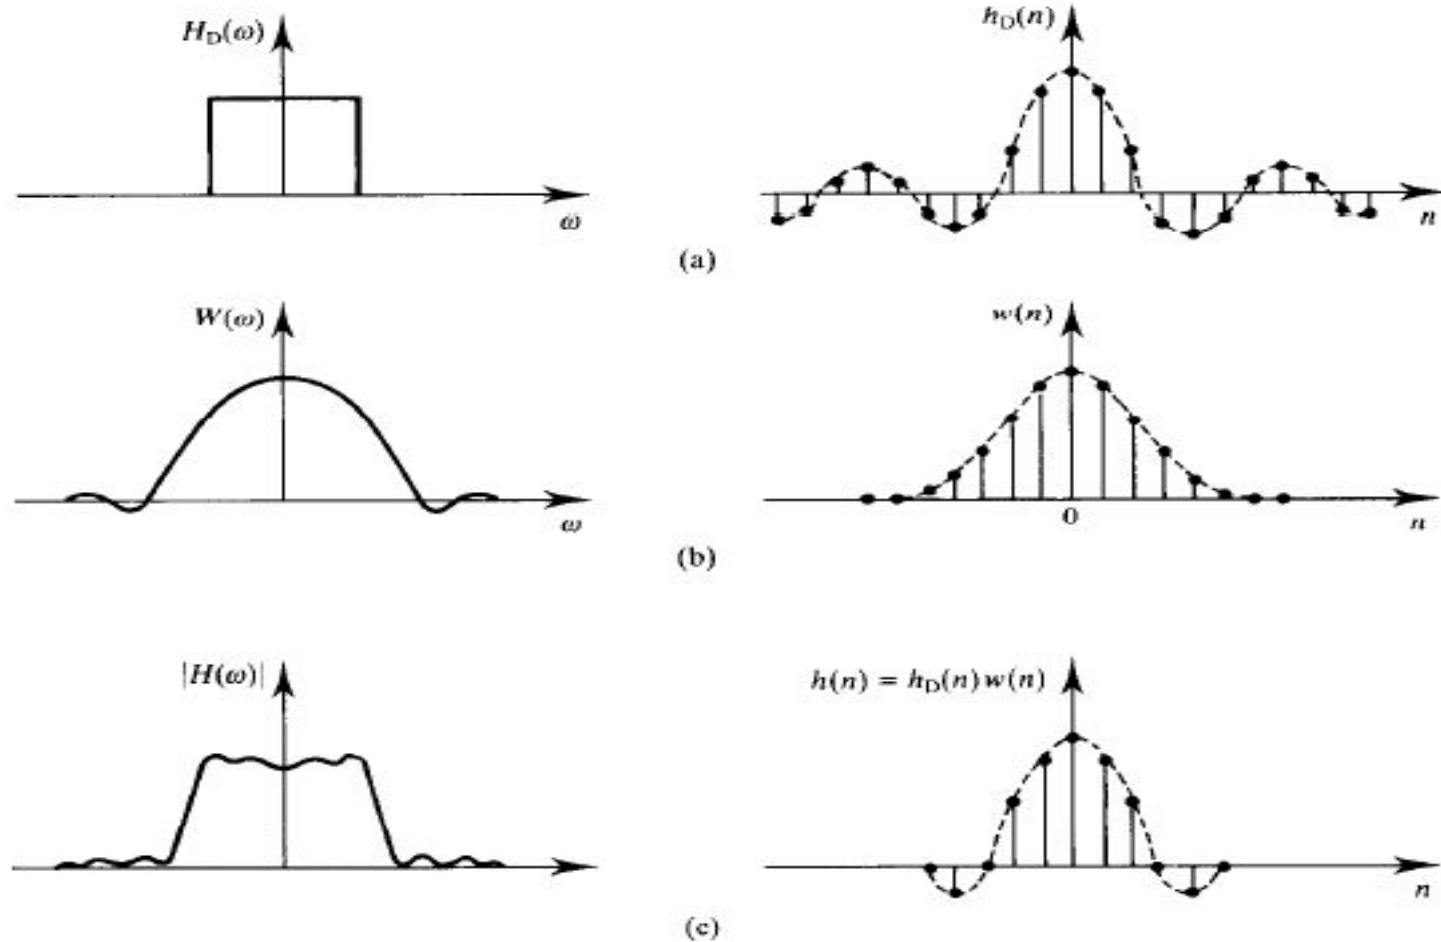 H_D(ω)
h_D(n)
ω
n
(a)
W(ω)
w(n)
ω
0
n
(b)
|H(ω)|
h(n) = h_D(n)w(n)
n
(c)